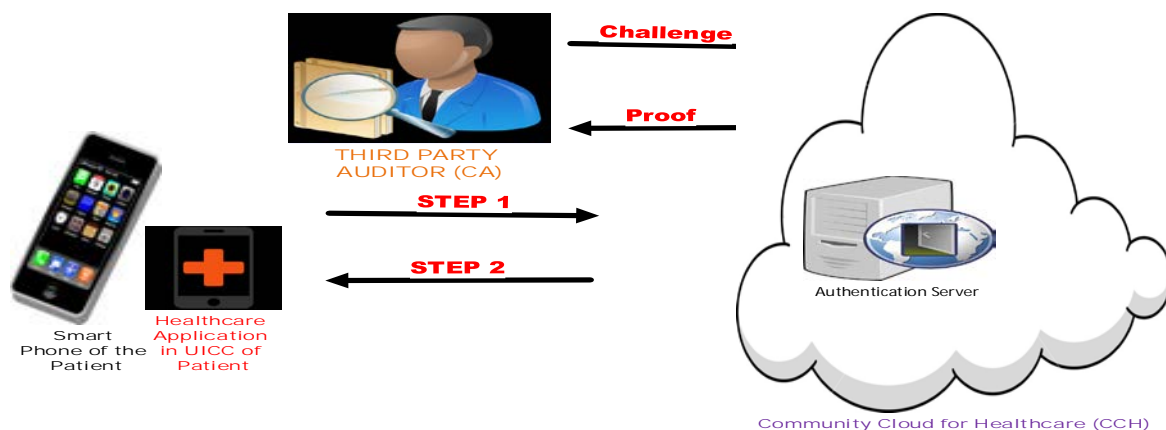 Challenge
Proof
THIRD PARTY
AUDITOR (CA)
STEP 1
STEP 2
Smart
Phone of the
Patient
Healthcare
Application
in UICC of
Patient
Authentication Server
Community Cloud for Healthcare (CCH)